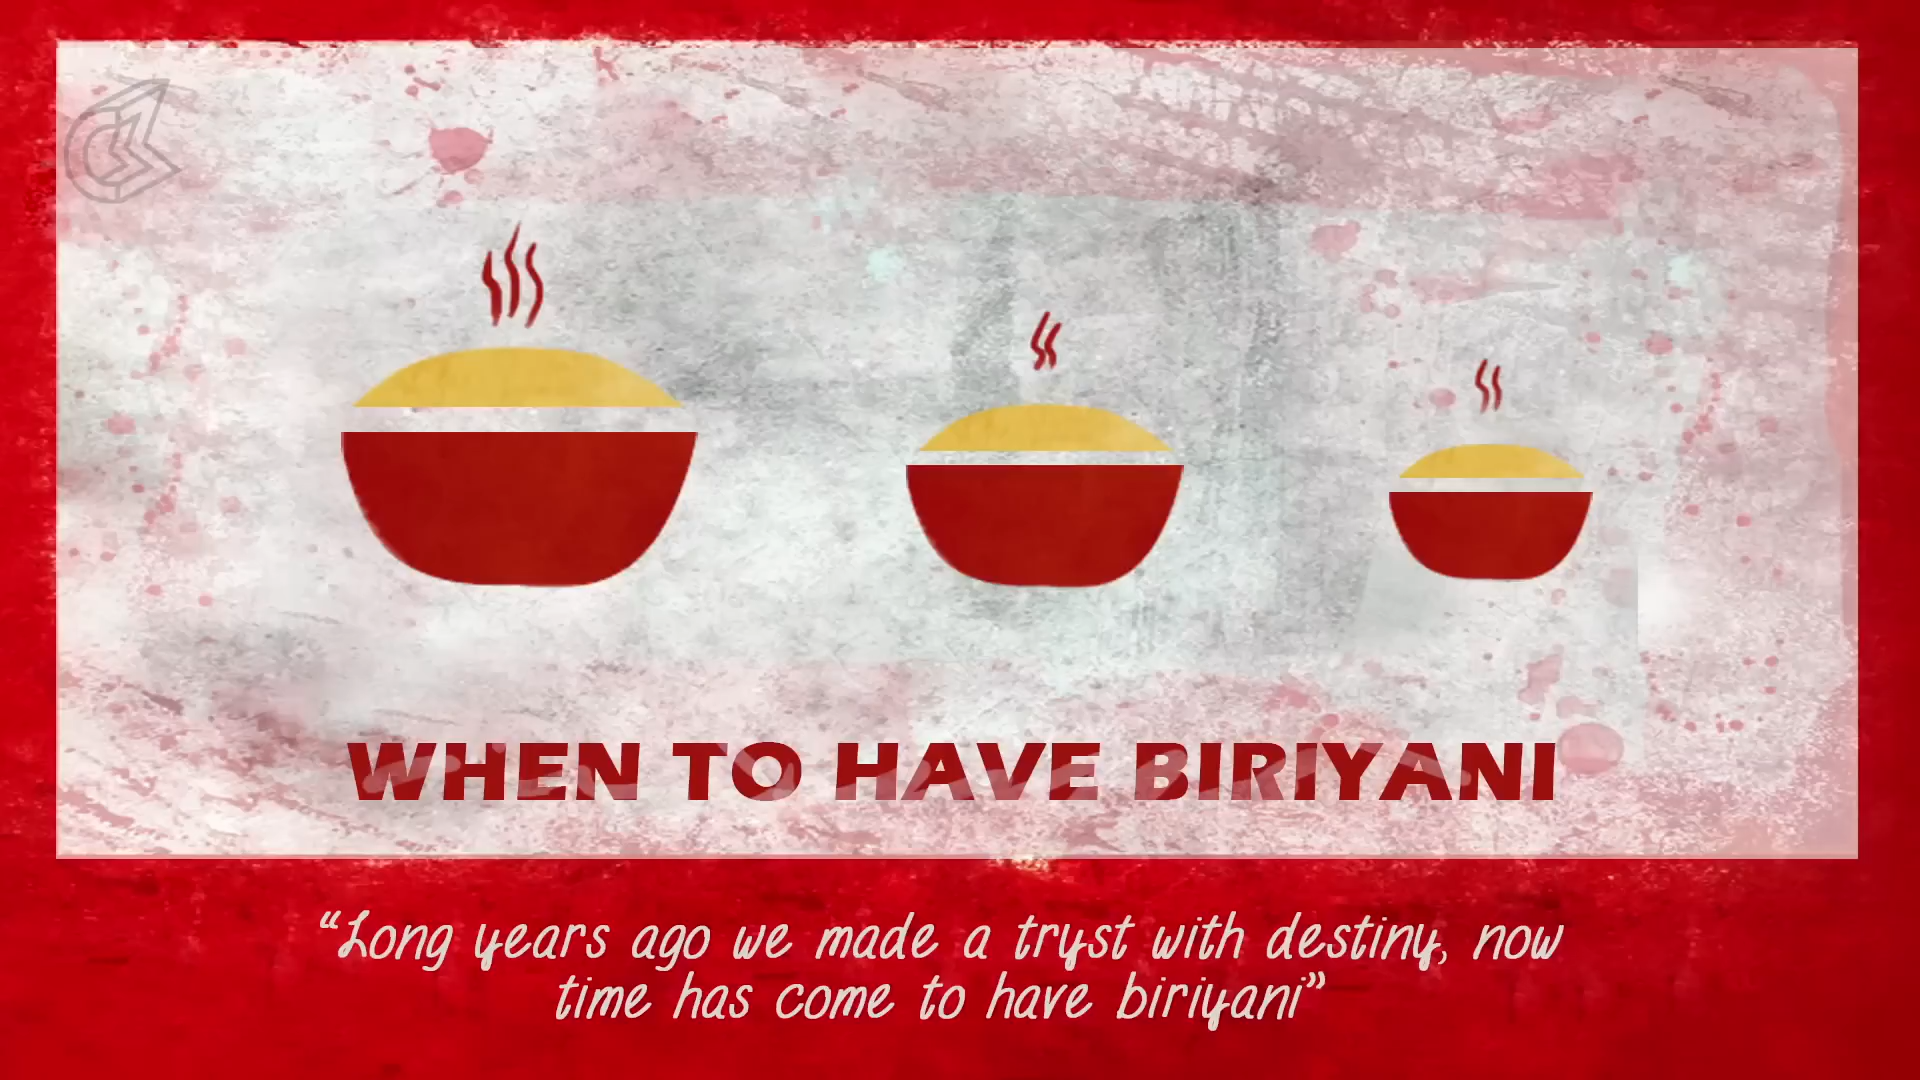 WHEN TO HAVE BIRIYANI
“Long years ago we made a tryst with destiny, now
time has come to have biriyani”